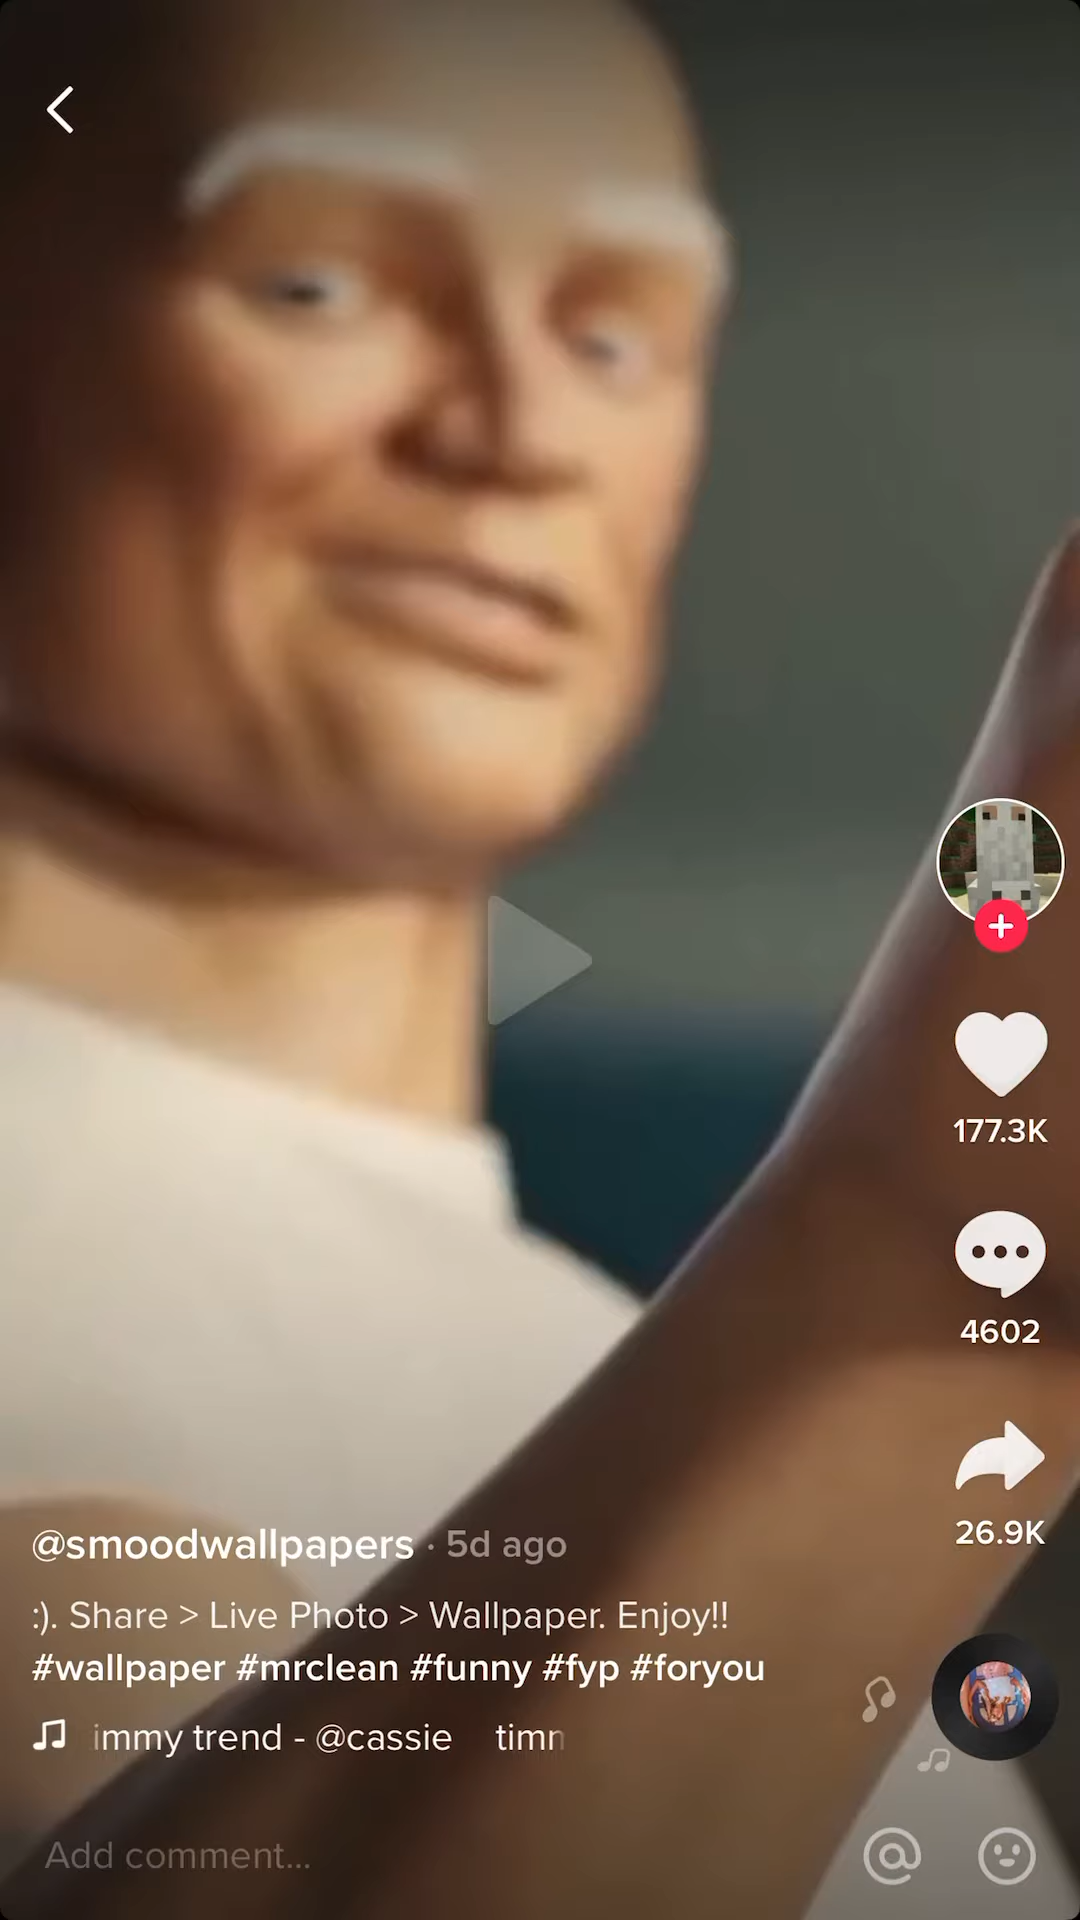 177.3K
4602
26.9K
@smoodwallpapers · 5d ago
:). Share > Live Photo > Wallpaper. Enjoy!!
#wallpaper #mrclean #funny #fyp #foryou
immy trend - @cassie timn
Add comment...